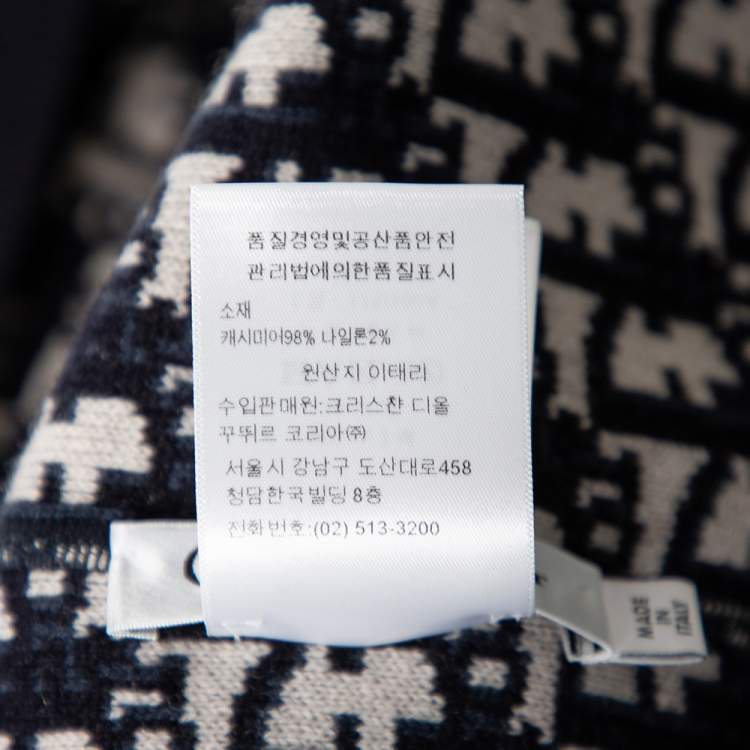 품질경영및공산품안전
관리법에의한품질표시
소재
캐시미어98% 나일론2%
원산지 이태리
수입판매원:크리스챤 디올
꾸뛰르 코리아㈜
서울시 강남구 도산대로458
청담한국빌딩 8층
전화번호:(02) 513-3200
MADE
IN
ITALY